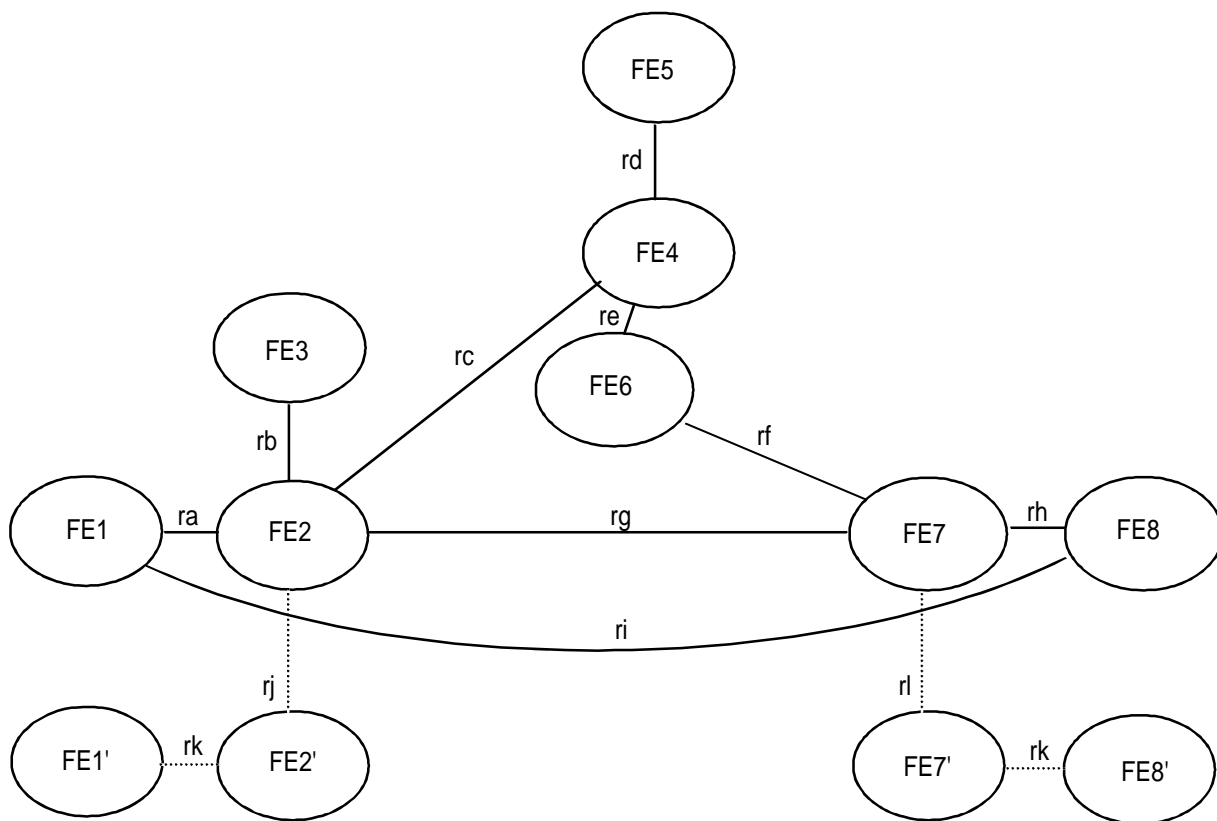 FE5
rd
FE4
re
FE3
rc
FE6
rb
rf
FE1
ra
FE2
rg
FE7
rh
FE8
ri
rj
rl
FE1'
rk
FE2'
FE7'
rk
FE8'